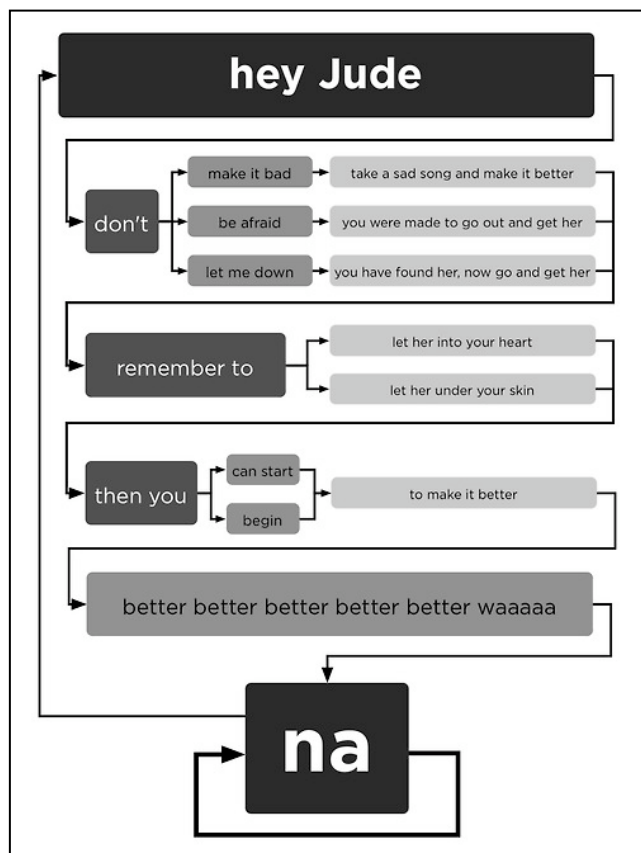 hey Jude
don't
make it bad
take a sad song and make it better
be afraid
you were made to go out and get her
let me down
you have found her, now go and get her
remember to
let her into your heart
let her under your skin
then you
can start
begin
to make it better
better better better better better waaaaa
na